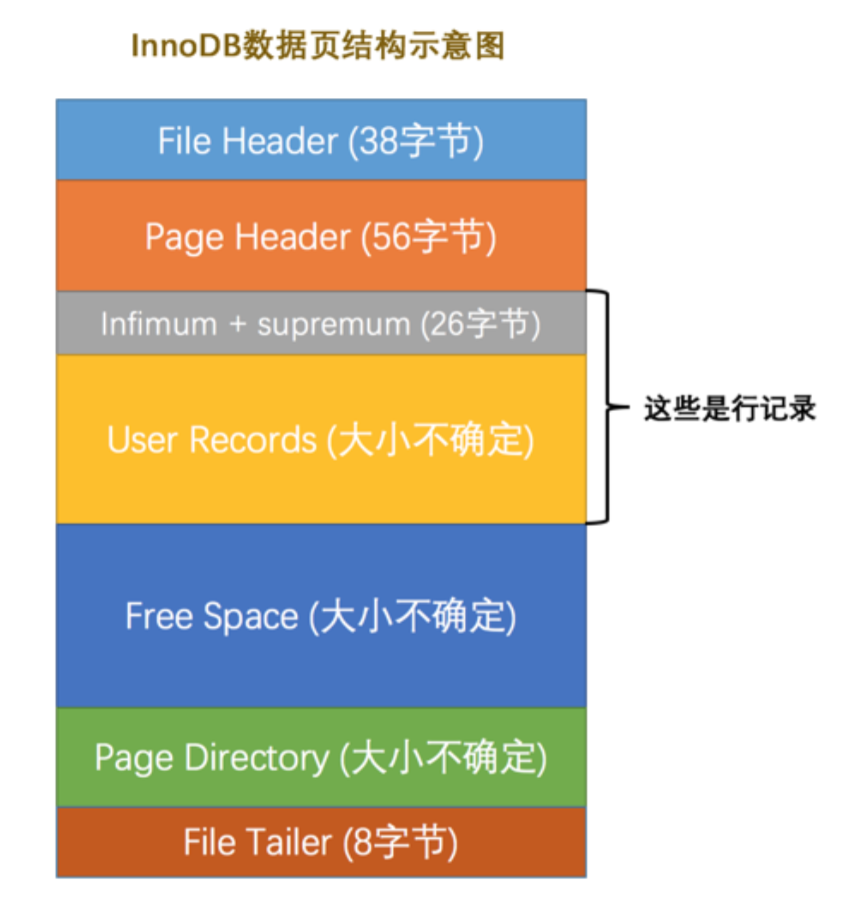 InnoDB数据页结构示意图
File Header (38字节)
Page Header (56字节)
Infimum + supremum (26字节)
User Records (大小不确定)
这些是行记录
Free Space (大小不确定)
Page Directory (大小不确定)
File Tailer (8字节)